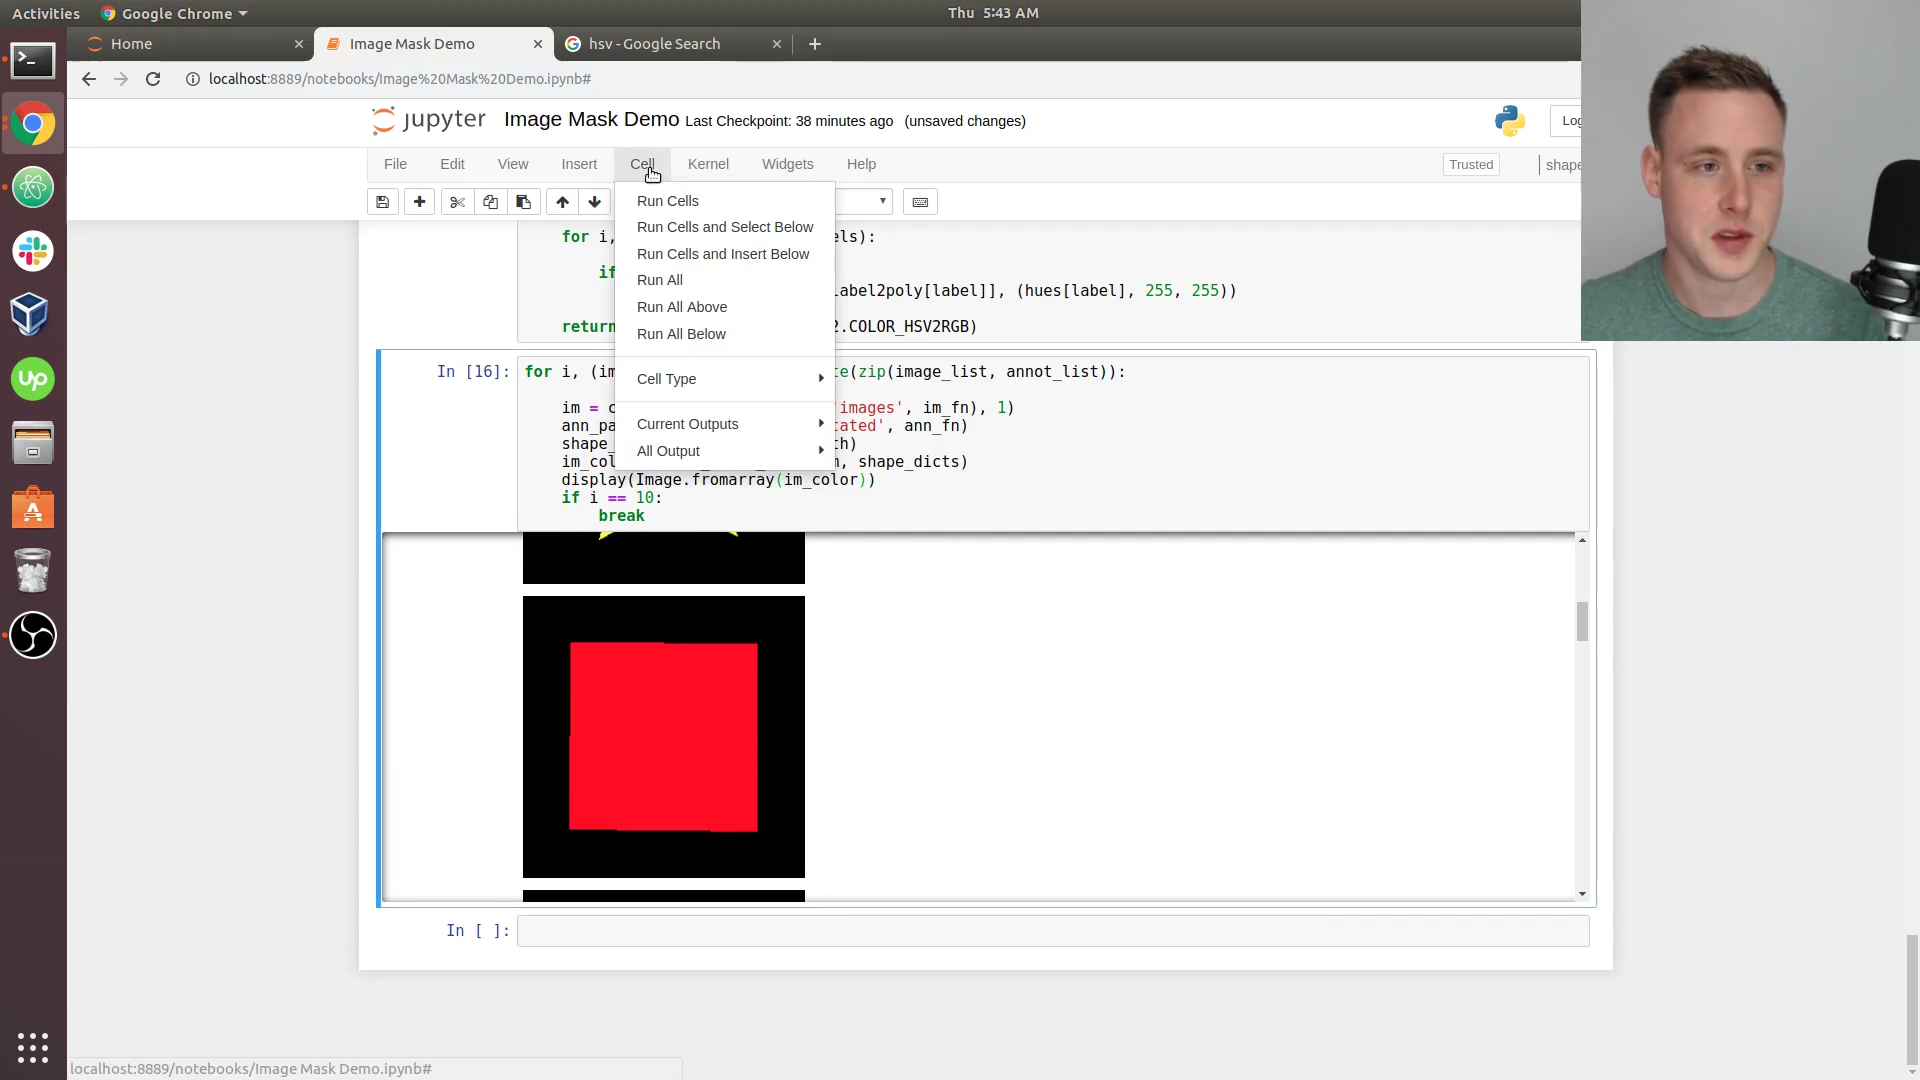 Activities
Google Chrome
Thu 5:43 AM
Home
Image Mask Demo
hsv - Google Search
localhost:8889/notebooks/Image%20Mask%20Demo.ipynb#
jupyter
Image Mask Demo
Last Checkpoint: 38 minutes ago (unsaved changes)
Log
File
Edit
View
Insert
Cell
Kernel
Widgets
Help
Trusted
shape
Run Cells
Run Cells and Select Below
Run Cells and Insert Below
Run All
Run All Above
Run All Below
Cell Type
Current Outputs
All Output
for i, els):
if
abel2poly[label]], (hues[label], 255, 255))
return 2.COLOR_HSV2RGB)
In [16]:
for i, (im te(zip(image_list, annot_list)):
im = c 'images', im_fn), 1)
ann_pa tated', ann_fn)
shape_ th)
im_col m, shape_dicts)
display(Image.fromarray(im_color))
if i == 10:
break
In [ ]:
up
localhost:8889/notebooks/Image Mask Demo.ipynb#